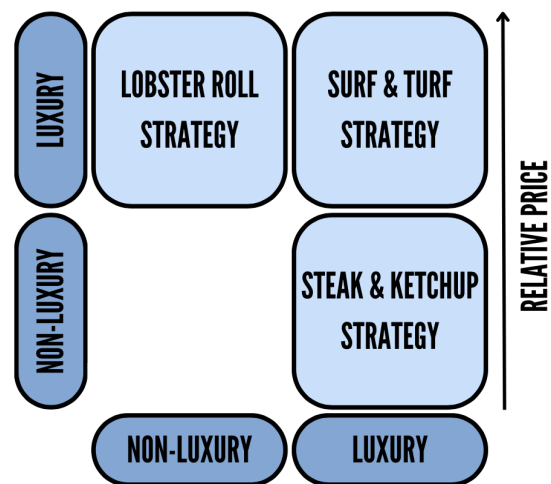 LUXURY
LOBSTER ROLL
STRATEGY
SURF & TURF
STRATEGY
RELATIVE PRICE
NON-LUXURY
STEAK & KETCHUP
STRATEGY
NON-LUXURY
LUXURY